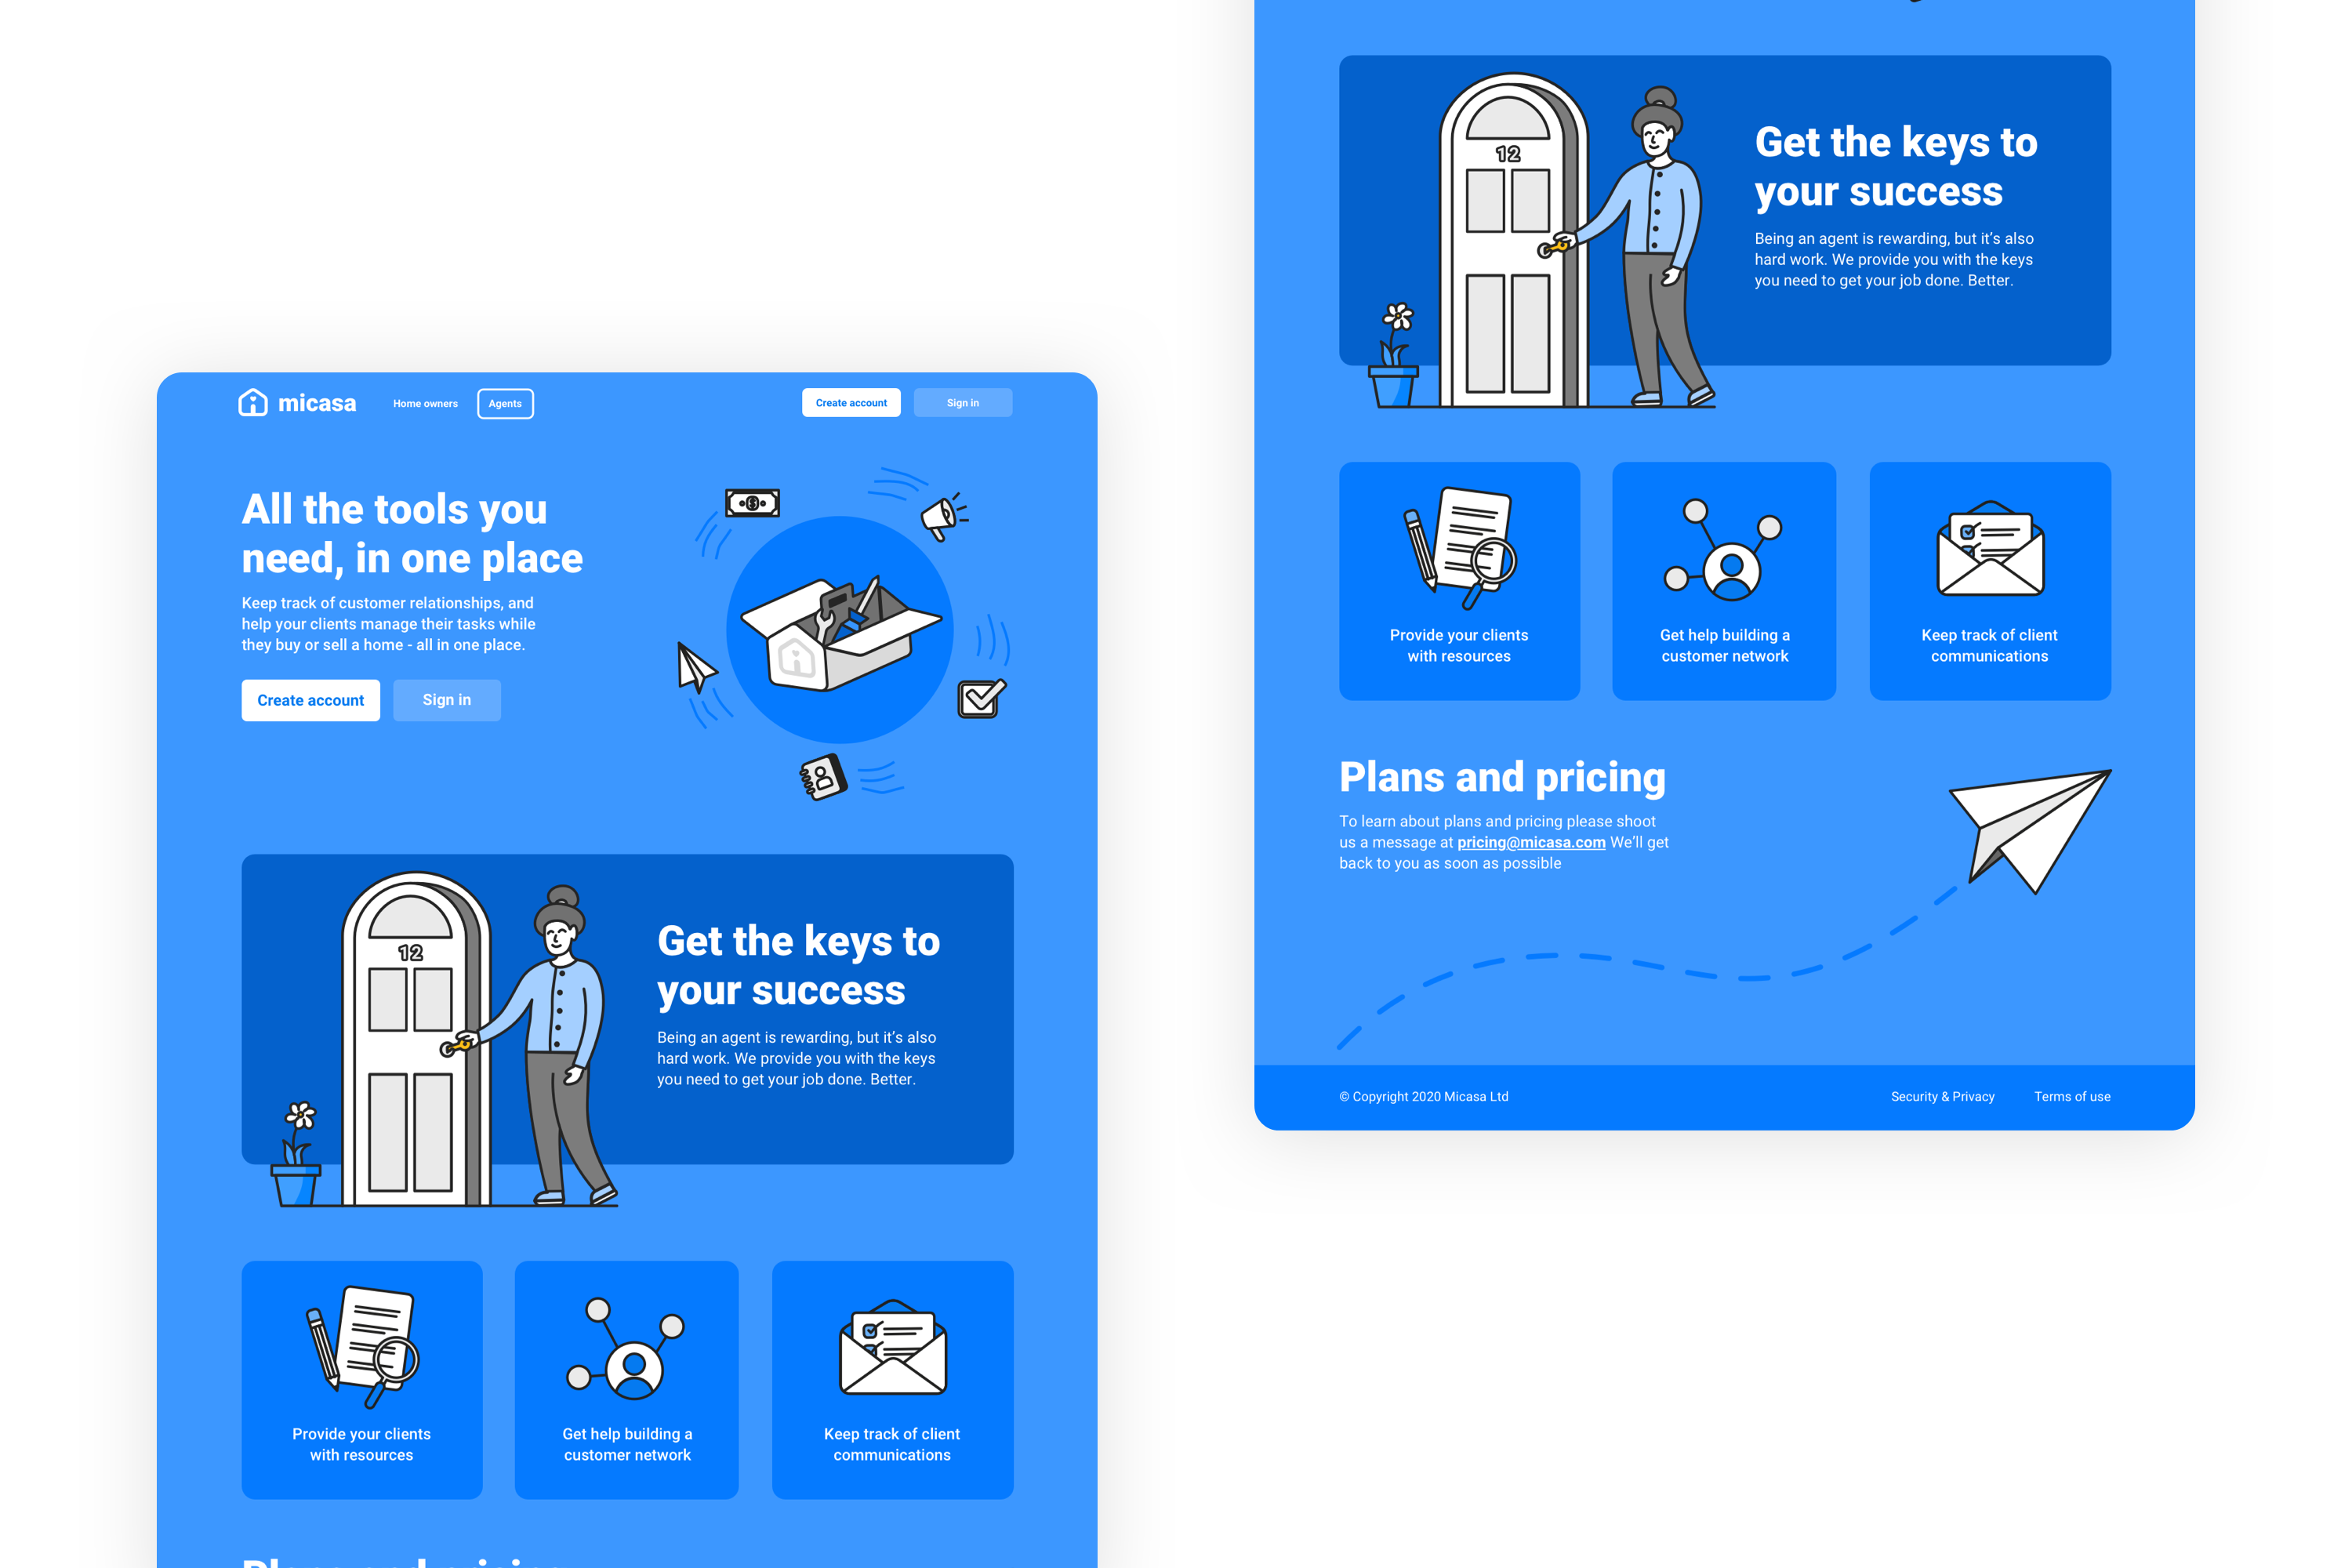 micasa
Home owners
Agents
Create account
Sign in
All the tools you
need, in one place
Keep track of customer relationships, and
help your clients manage their tasks while
they buy or sell a home - all in one place.
Create account
Sign in
12
Get the keys to
your success
Being an agent is rewarding, but it’s also
hard work. We provide you with the keys
you need to get your job done. Better.
Provide your clients
with resources
Get help building a
customer network
Keep track of client
communications
Plans and pricing
12
Get the keys to
your success
Being an agent is rewarding, but it’s also
hard work. We provide you with the keys
you need to get your job done. Better.
Provide your clients
with resources
Get help building a
customer network
Keep track of client
communications
Plans and pricing
To learn about plans and pricing please shoot
us a message at pricing@micasa.com We’ll get
back to you as soon as possible
© Copyright 2020 Micasa Ltd
Security & Privacy
Terms of use